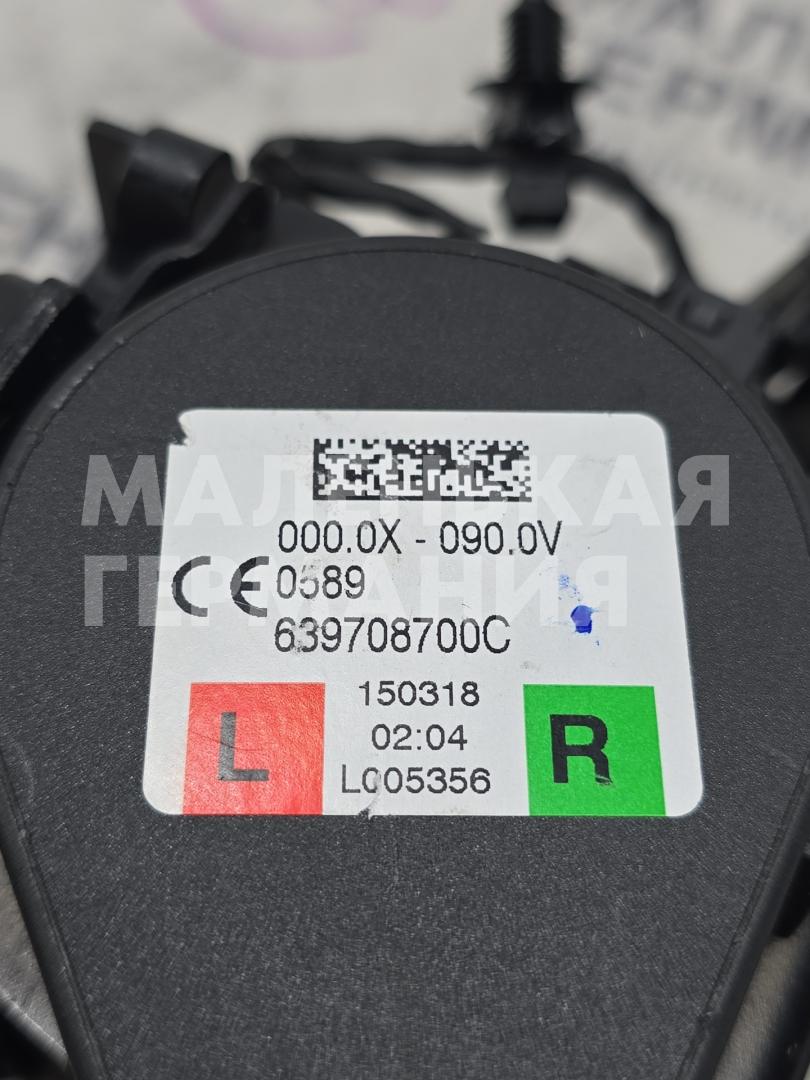 000.0X - 090.0V
CE 0589
639708700C
L
150318
R
02:04
L005356
МАЛЕНЬКАЯ
ГЕРМАНИЯ